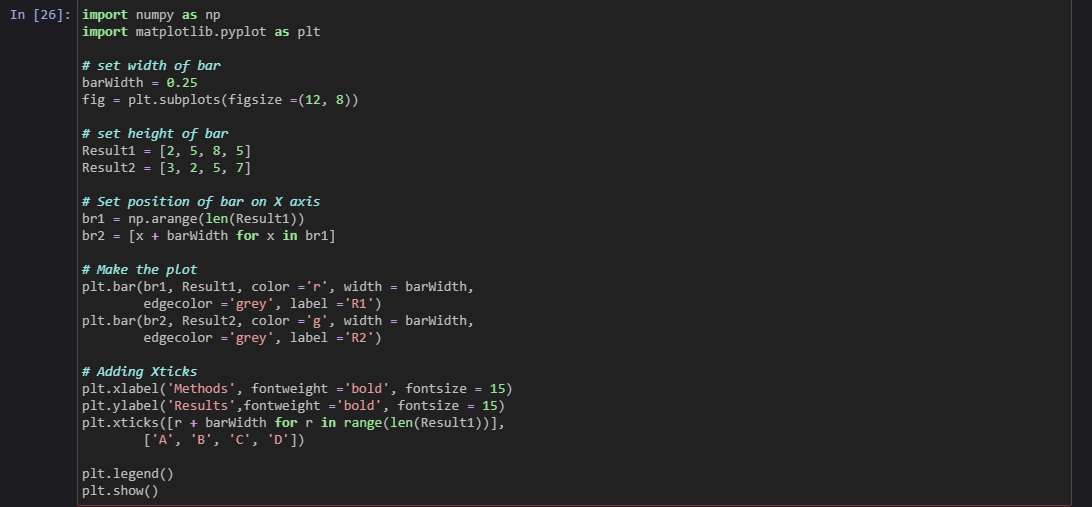 In [26]: import numpy as np
import matplotlib.pyplot as plt

# set width of bar
barWidth = 0.25
fig = plt.subplots(figsize =(12, 8))

# set height of bar
Result1 = [2, 5, 8, 5]
Result2 = [3, 2, 5, 7]

# Set position of bar on X axis
br1 = np.arange(len(Result1))
br2 = [x + barWidth for x in br1]

# Make the plot
plt.bar(br1, Result1, color ='r', width = barWidth,
        edgecolor ='grey', label ='R1')
plt.bar(br2, Result2, color ='g', width = barWidth,
        edgecolor ='grey', label ='R2')

# Adding Xticks
plt.xlabel('Methods', fontweight ='bold', fontsize = 15)
plt.ylabel('Results',fontweight ='bold', fontsize = 15)
plt.xticks([r + barWidth for r in range(len(Result1))],
        ['A', 'B', 'C', 'D'])

plt.legend()
plt.show()